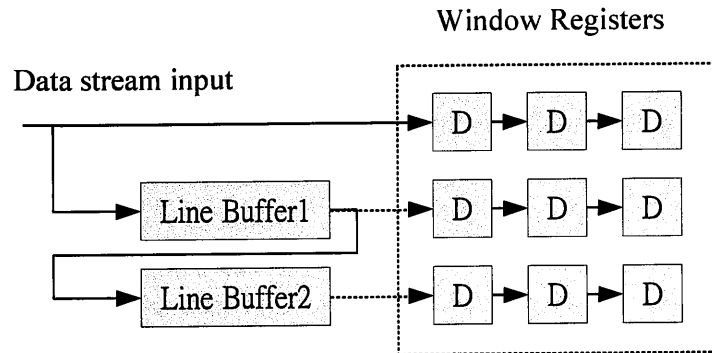 Window Registers
Data stream input
D D D
Line Buffer1 D D D
Line Buffer2 D D D